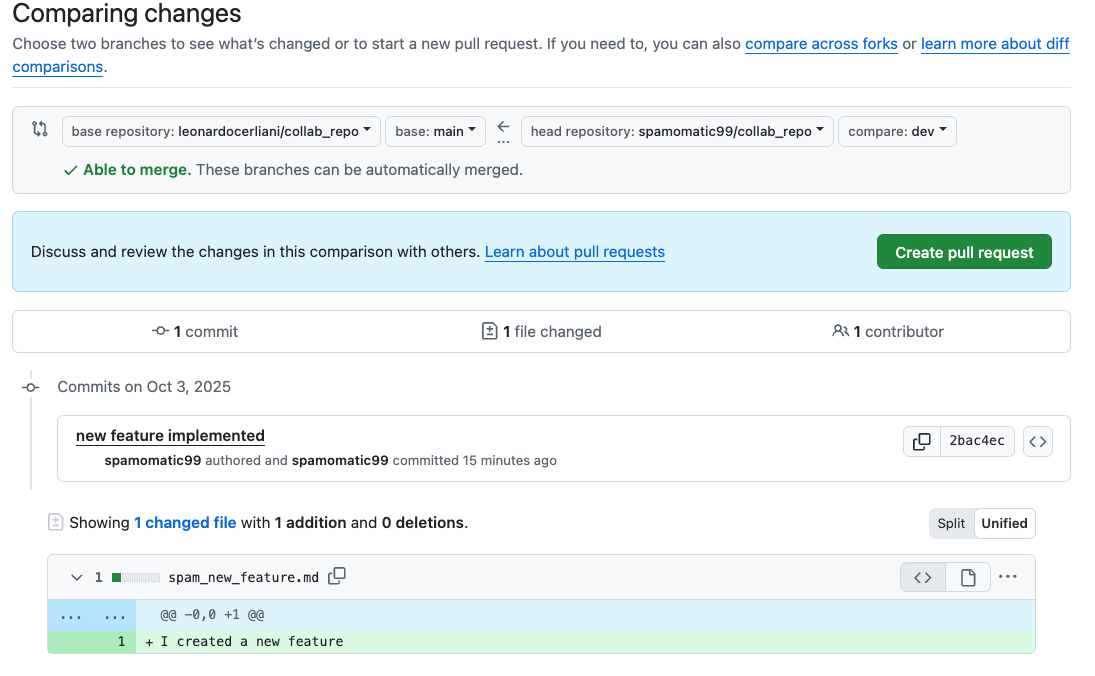 Comparing changes
Choose two branches to see what's changed or to start a new pull request. If you need to, you can also compare across forks or learn more about diff
comparisons.
base repository: leonardocerliani/collab_repo base: main ... head repository: spamomatic99/collab_repo compare: dev
Able to merge. These branches can be automatically merged.
Discuss and review the changes in this comparison with others. Learn about pull requests Create pull request
1 commit 1 file changed 1 contributor
Commits on Oct 3, 2025
new feature implemented 2bac4ec
spamomatic99 authored and spamomatic99 committed 15 minutes ago
Showing 1 changed file with 1 addition and 0 deletions. Split Unified
1 spam_new_feature.md
... ... @@ -0,0 +1 @@
1 + I created a new feature